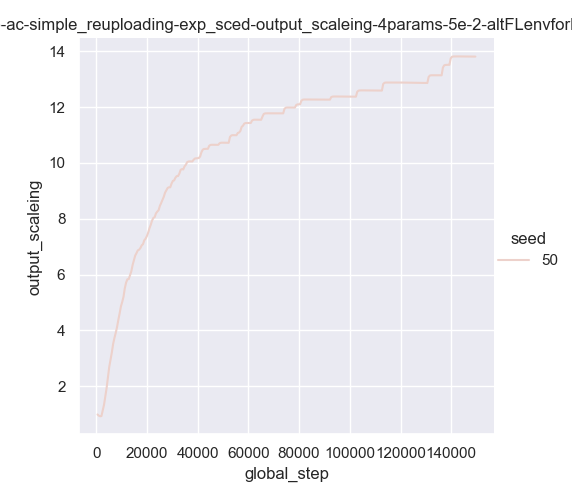 -ac-simple_reuploading-exp_sced-output_scaleing-4params-5e-2-altFLenvfor
14
12
10
8
6
4
2
output_scaleing
0 20000 40000 60000 80000 100000 120000 140000
global_step
seed
50